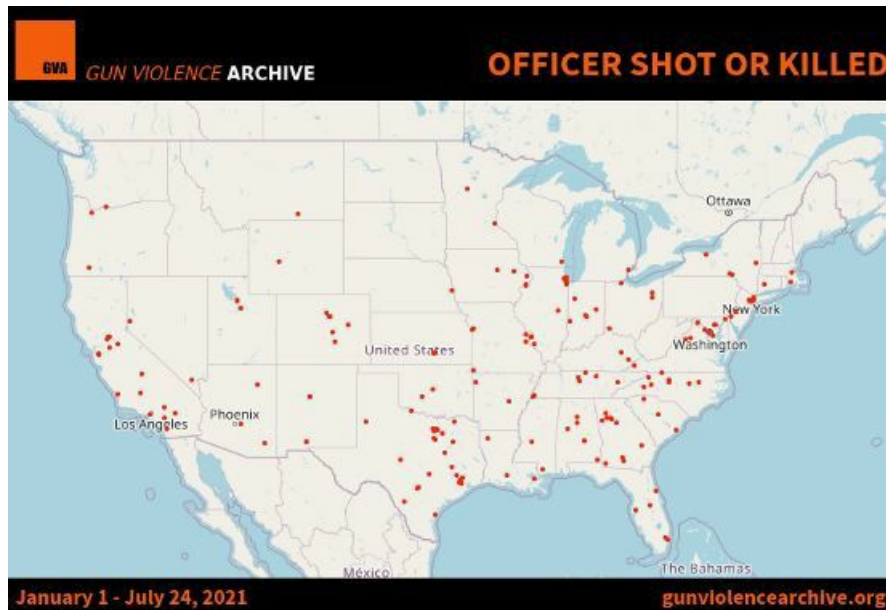 GVA GUN VIOLENCE ARCHIVE
OFFICER SHOT OR KILLED
Ottawa
New York
United States
Washington
Phoenix
Los Angeles
México
The Bahamas
January 1 - July 24, 2021
gunviolencearchive.org